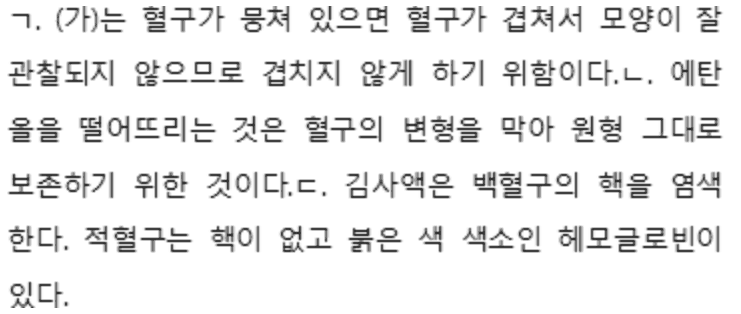 ㄱ. (가)는 혈구가 뭉쳐 있으면 혈구가 겹쳐서 모양이 잘
관찰되지 않으므로 겹치지 않게 하기 위함이다.ㄴ. 에탄
올을 떨어뜨리는 것은 혈구의 변형을 막아 원형 그대로
보존하기 위한 것이다.ㄷ. 김사액은 백혈구의 핵을 염색
한다. 적혈구는 핵이 없고 붉은 색 색소인 헤모글로빈이
있다.